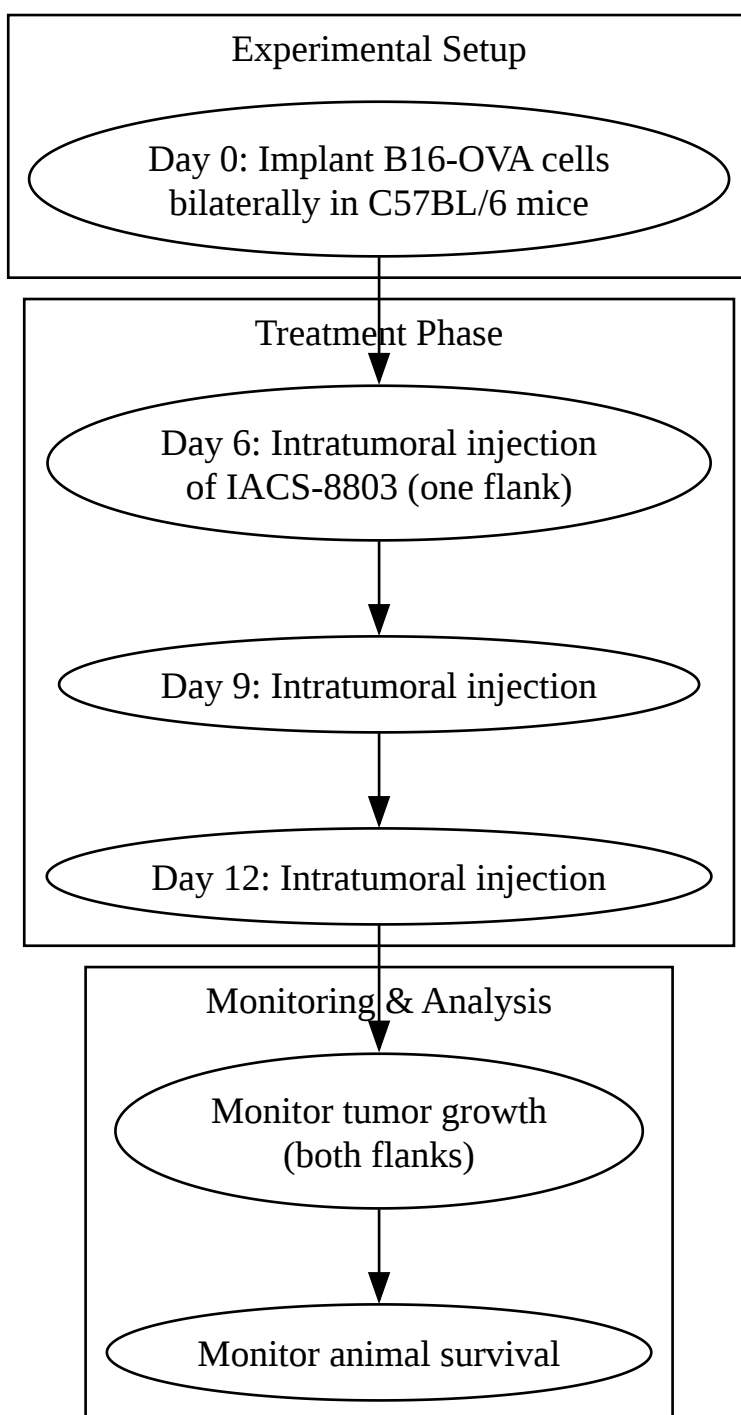 Experimental Setup
Day 0: Implant B16-OVA cells
bilaterally in C57BL/6 mice
Treatment Phase
Day 6: Intratumoral injection
of IACS-8803 (one flank)
Day 9: Intratumoral injection
Day 12: Intratumoral injection
Monitoring & Analysis
Monitor tumor growth
(both flanks)
Monitor animal survival